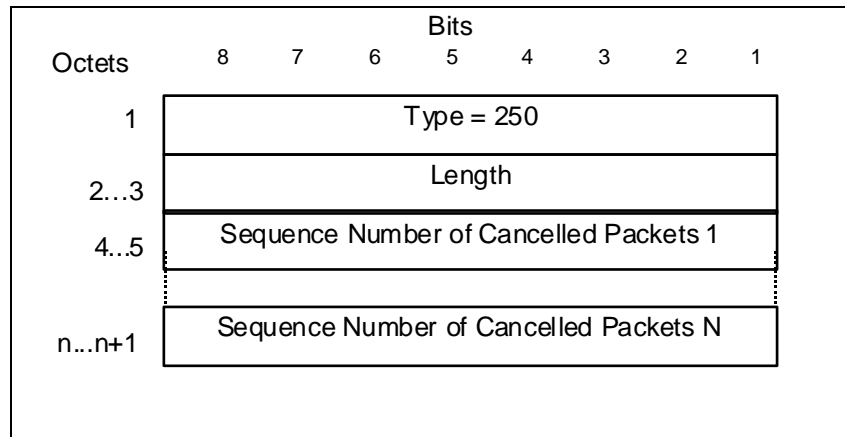 Bits
Octets 8 7 6 5 4 3 2 1
1 Type = 250
2...3 Length
4...5 Sequence Number of Cancelled Packets 1
n...n+1 Sequence Number of Cancelled Packets N